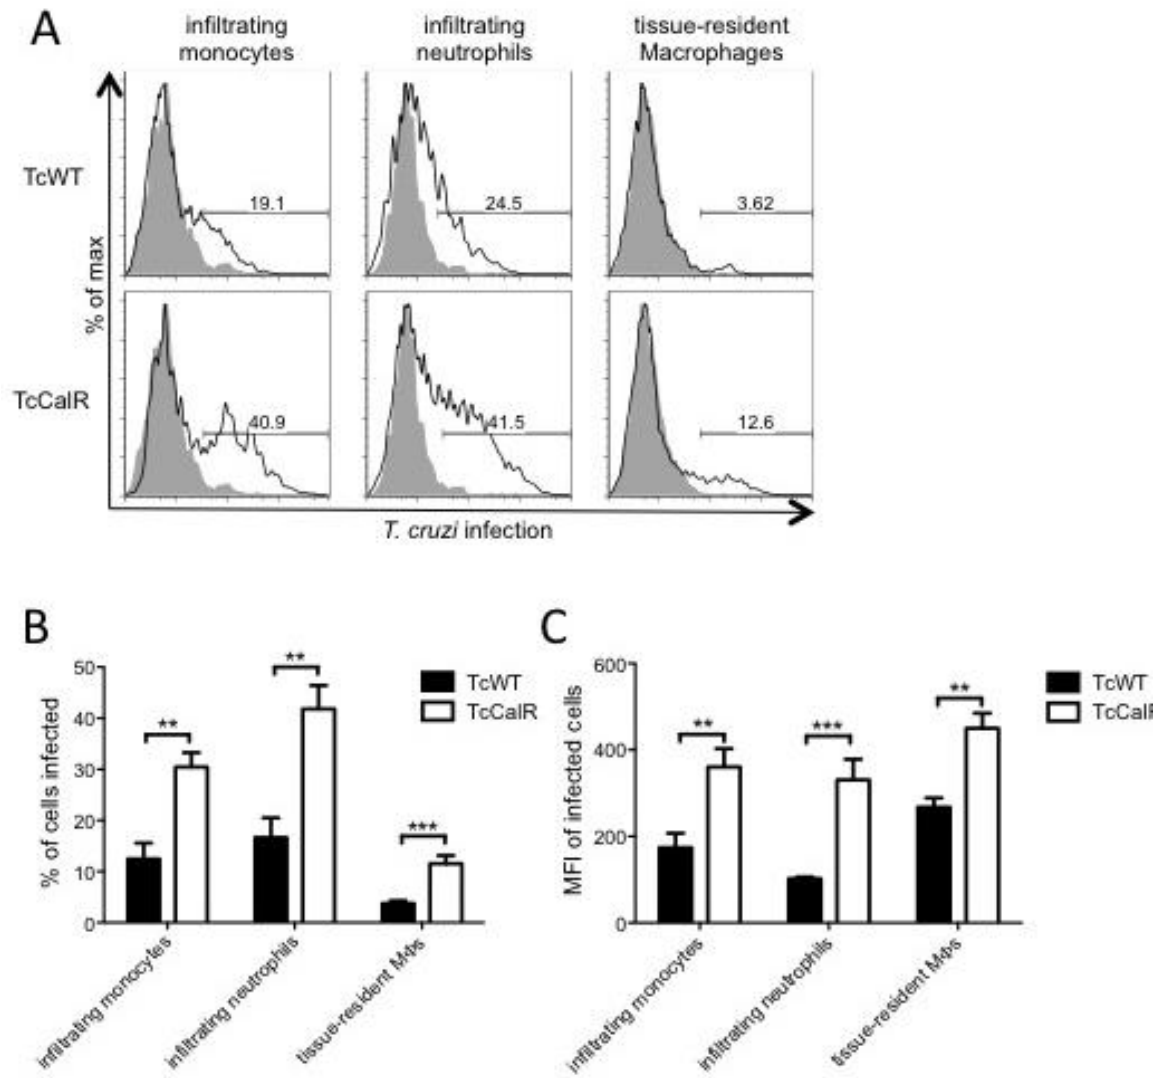 A
infiltrating
monocytes
infiltrating
neutrophils
tissue-resident
Macrophages
TcWT
19.1
24.5
3.62
% of max
TcCalR
40.9
41.5
12.6
T. cruzi infection
B
% of cells infected
50
40
30
20
10
0
**
**
***
TcWT
TcCalR
infiltrating monocytes
infiltrating neutrophils
tissue-resident MΦs
C
MFI of infected cells
600
400
200
0
**
***
**
TcWT
TcCalR
infiltrating monocytes
infiltrating neutrophils
tissue-resident MΦs